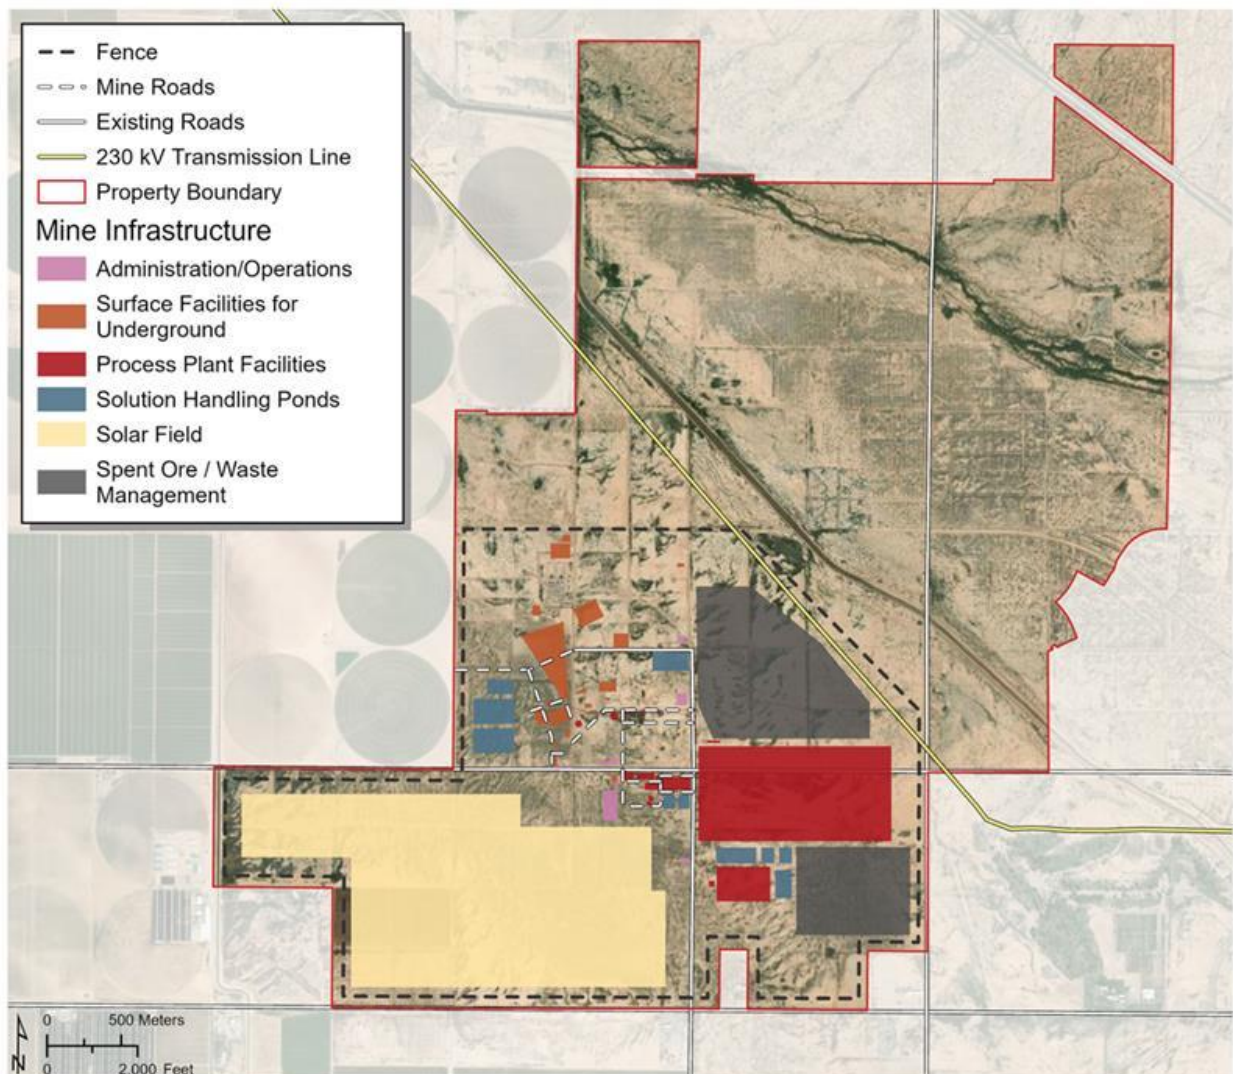 Fence
Mine Roads
Existing Roads
230 kV Transmission Line
Property Boundary
Mine Infrastructure
Administration/Operations
Surface Facilities for
Underground
Process Plant Facilities
Solution Handling Ponds
Solar Field
Spent Ore / Waste
Management
0 500 Meters
N
0 2,000 Feet